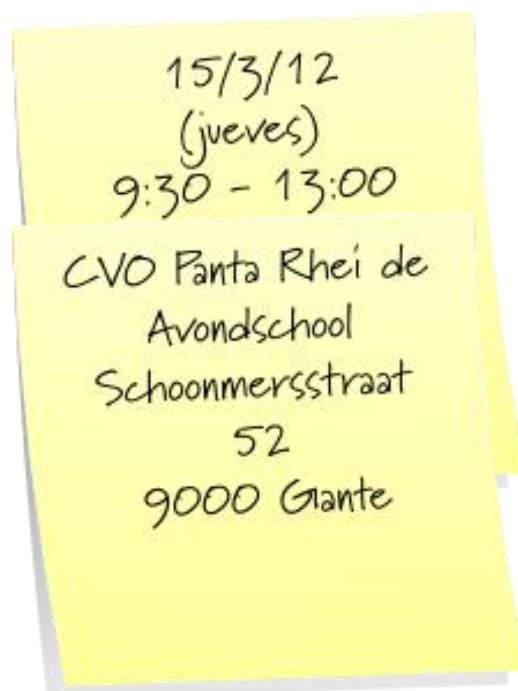 15/3/12
(jueves)
9:30 - 13:00
CVO Panta Rhei de
Avondschool
Schoonmersstraat
52
9000 Gante